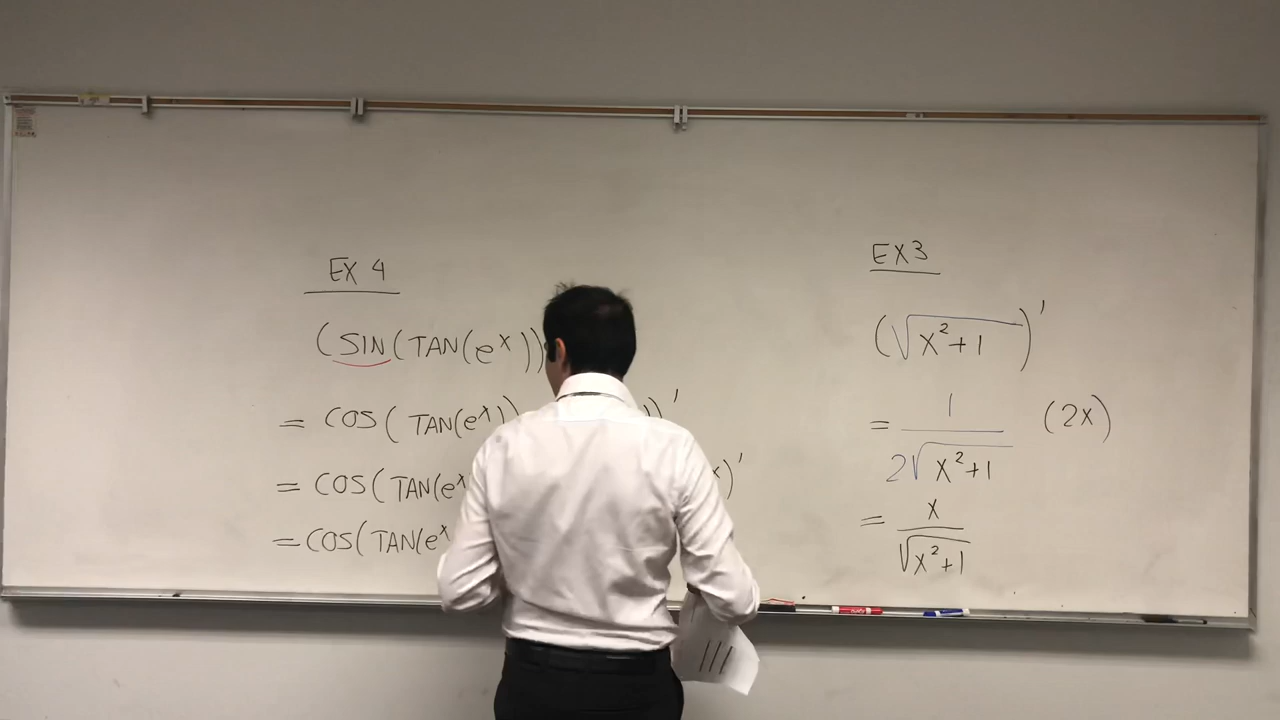 EX 4
(SIN(TAN(e^x))
= COS(TAN(e^x)) )'
= COS(TAN(e^x x)'
= COS(TAN(e^x
EX3
(√(x²+1))'
= 1/(2√(x²+1)) (2x)
= x/√(x²+1)